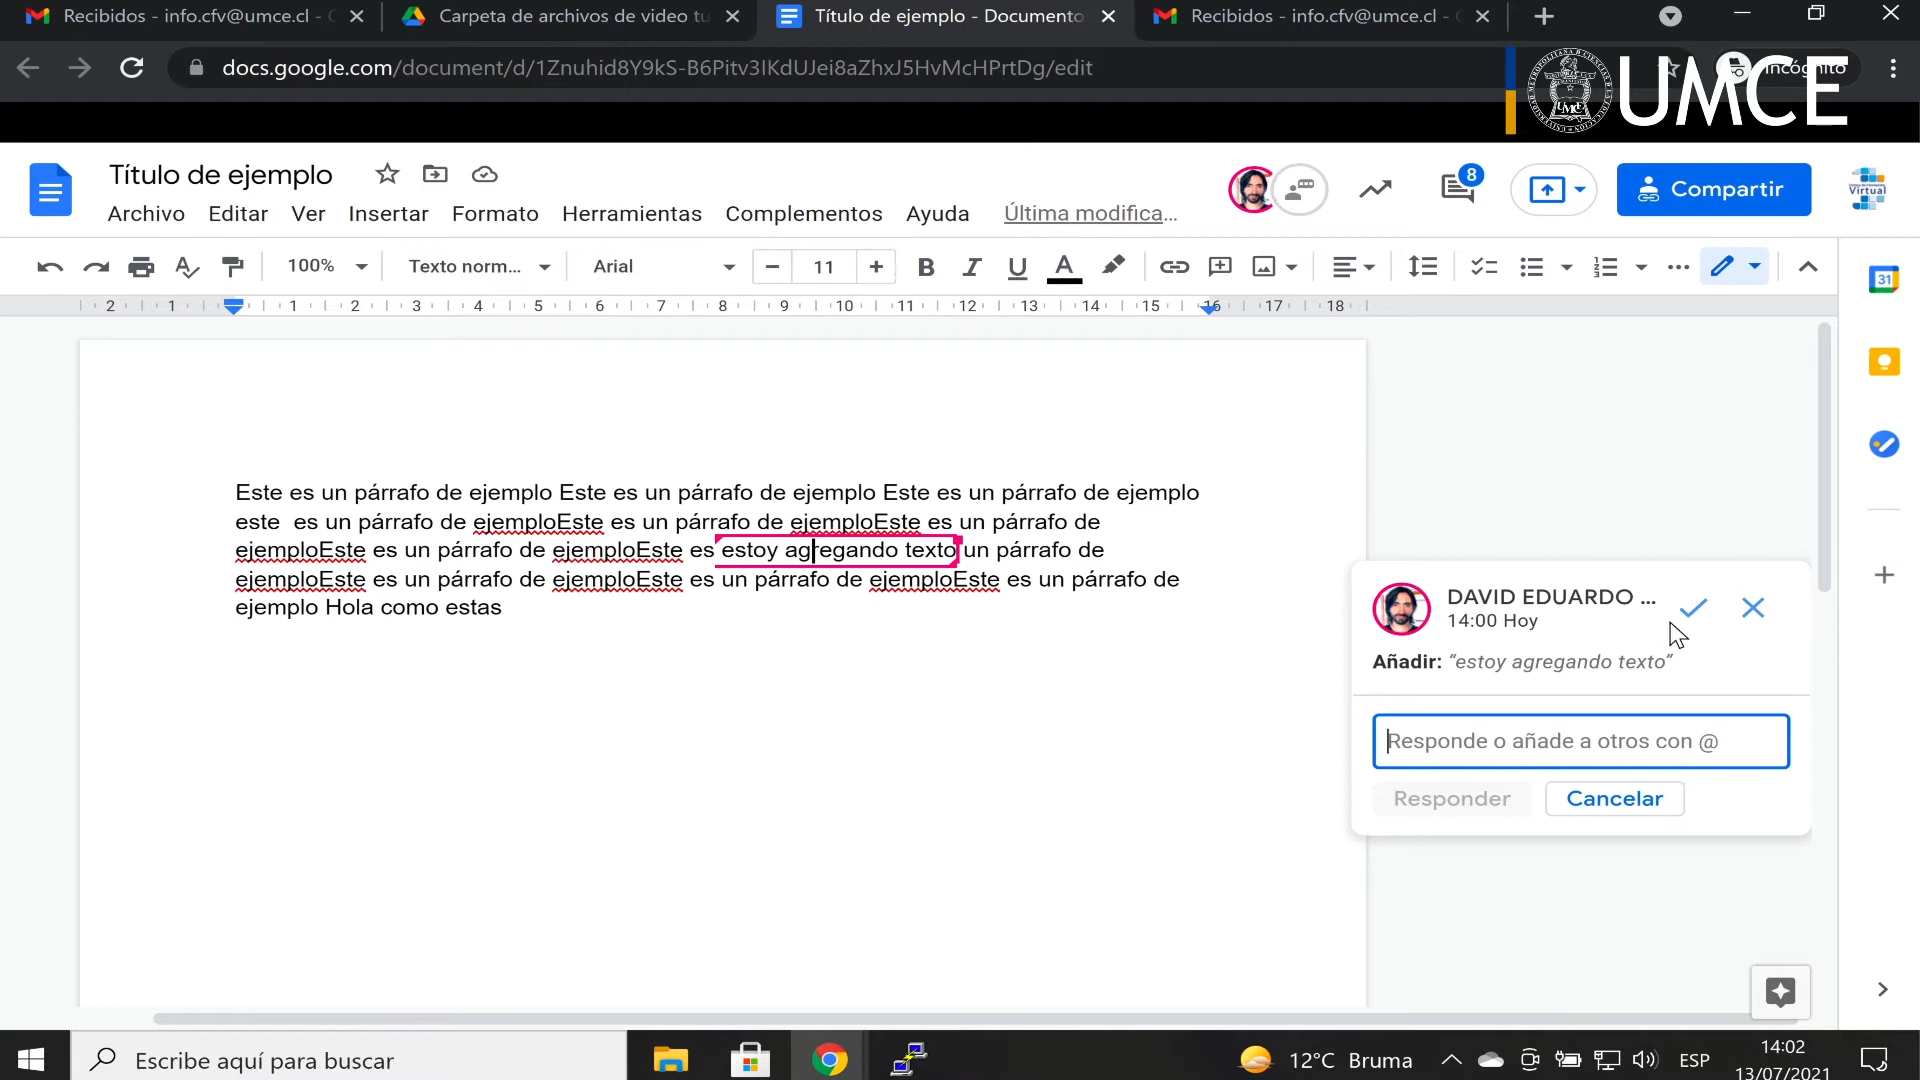 Recibidos - info.cfv@umce.cl -
Carpeta de archivos de video tu
Título de ejemplo - Documento
Recibidos - info.cfv@umce.cl -
docs.google.com/document/d/1Znuhid8Y9kS-B6Pitv3IKdUJei8aZhxJ5HvMcHPrtDg/edit
Incógnito
UMCE
Título de ejemplo
8
Compartir
Archivo Editar Ver Insertar Formato Herramientas Complementos Ayuda Última modifica...
100% Texto norm... Arial 11 B I U A
31
2 1 1 2 3 4 5 6 7 8 9 10 11 12 13 14 15 16 17 18
Este es un párrafo de ejemplo Este es un párrafo de ejemplo Este es un párrafo de ejemplo
este  es un párrafo de ejemploEste es un párrafo de ejemploEste es un párrafo de
ejemploEste es un párrafo de ejemploEste es estoy agregando texto un párrafo de
ejemploEste es un párrafo de ejemploEste es un párrafo de ejemploEste es un párrafo de
ejemplo Hola como estas
DAVID EDUARDO ...
14:00 Hoy
Añadir: “estoy agregando texto”
Responde o añade a otros con @
Responder Cancelar
Escribe aquí para buscar
12°C Bruma
ESP
14:02
13/07/2021